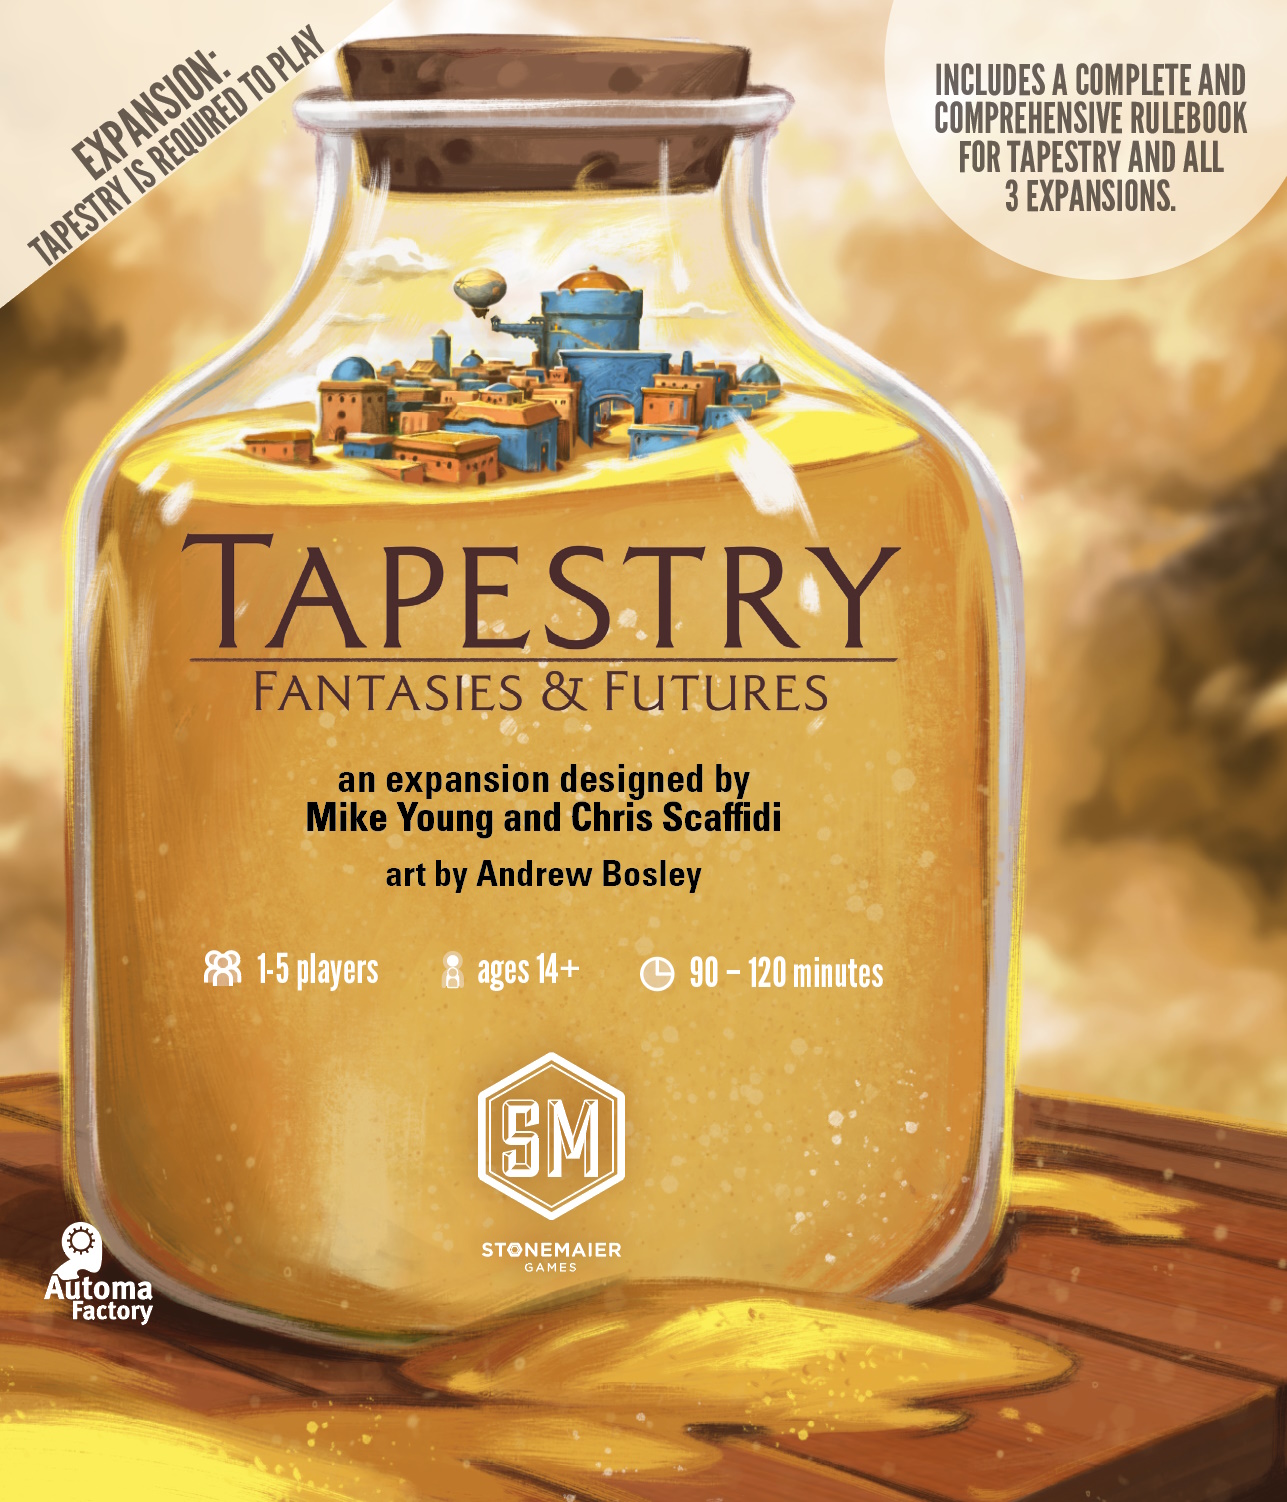 EXPANSION:
TAPESTRY IS REQUIRED TO PLAY
INCLUDES A COMPLETE AND
COMPREHENSIVE RULEBOOK
FOR TAPESTRY AND ALL
3 EXPANSIONS.
TAPESTRY
FANTASIES & FUTURES
an expansion designed by
Mike Young and Chris Scaffidi
art by Andrew Bosley
1-5 players ages 14+ 90 – 120 minutes
SM
STONEMAIER
GAMES
Automa
Factory